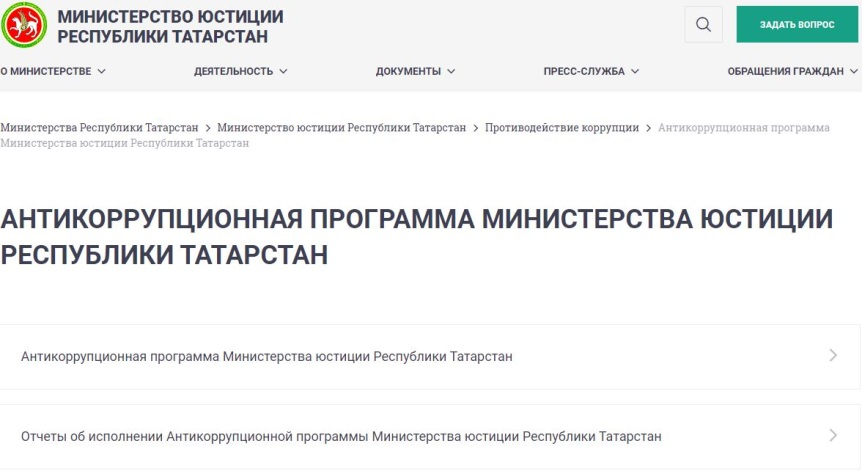 МИНИСТЕРСТВО ЮСТИЦИИ
РЕСПУБЛИКИ ТАТАРСТАН
ЗАДАТЬ ВОПРОС
О МИНИСТЕРСТВЕ ДЕЯТЕЛЬНОСТЬ ДОКУМЕНТЫ ПРЕСС-СЛУЖБА ОБРАЩЕНИЯ ГРАЖДАН
Министерства Республики Татарстан > Министерство юстиции Республики Татарстан > Противодействие коррупции > Антикоррупционная программа
Министерства юстиции Республики Татарстан
АНТИКОРРУПЦИОННАЯ ПРОГРАММА МИНИСТЕРСТВА ЮСТИЦИИ
РЕСПУБЛИКИ ТАТАРСТАН
Антикоррупционная программа Министерства юстиции Республики Татарстан
Отчеты об исполнении Антикоррупционной программы Министерства юстиции Республики Татарстан